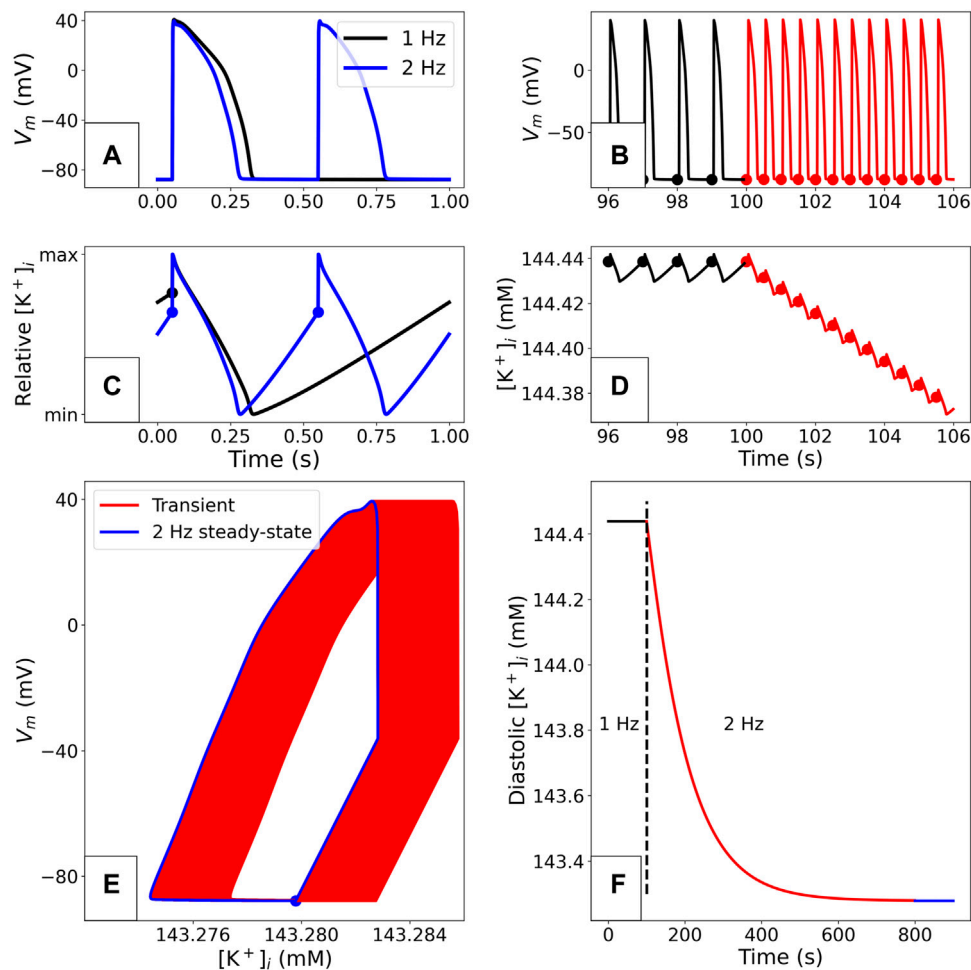 40
0
−40
−80
V_m (mV)
1 Hz
2 Hz
A
0.00 0.25 0.50 0.75 1.00
0
−50
V_m (mV)
B
96 98 100 102 104 106
max
min
Relative [K⁺]ᵢ
C
0.00 0.25 0.50 0.75 1.00
Time (s)
144.44
144.42
144.40
144.38
[K⁺]ᵢ (mM)
D
96 98 100 102 104 106
Time (s)
40
0
−40
−80
V_m (mV)
Transient
2 Hz steady-state
E
143.276 143.280 143.284
[K⁺]ᵢ (mM)
144.4
144.2
144.0
143.8
143.6
143.4
Diastolic [K⁺]ᵢ (mM)
1 Hz
2 Hz
F
0 200 400 600 800
Time (s)